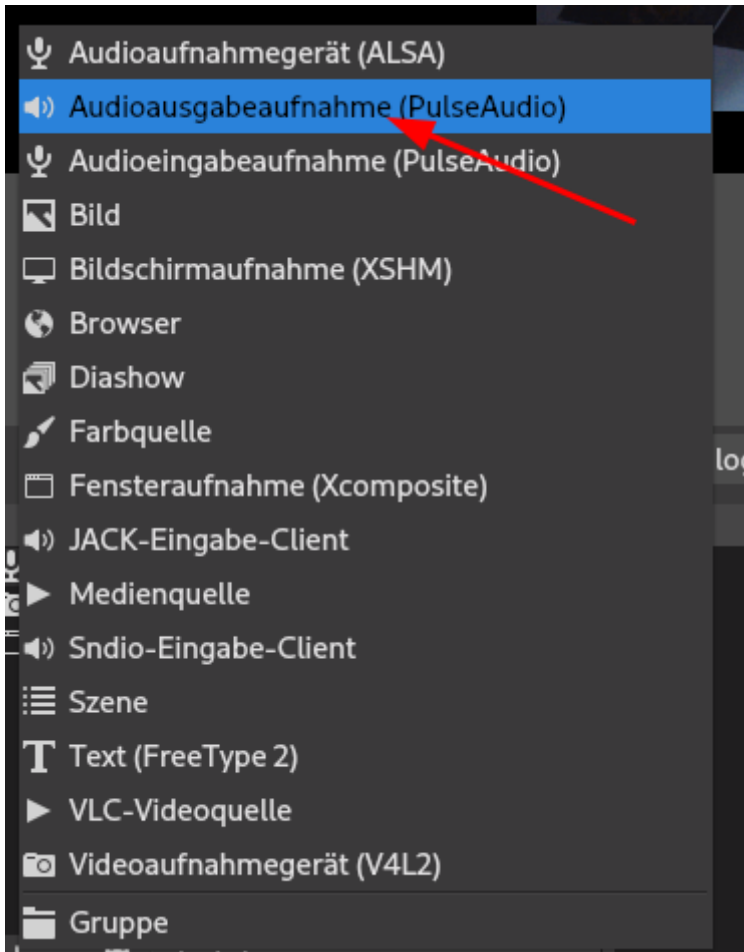 Audioaufnahmegerät (ALSA)
Audioausgabeaufnahme (PulseAudio)
Audioeingabeaufnahme (PulseAudio)
Bild
Bildschirmaufnahme (XSHM)
Browser
Diashow
Farbquelle
Fensteraufnahme (Xcomposite)
JACK-Eingabe-Client
Medienquelle
Sndio-Eingabe-Client
Szene
Text (FreeType 2)
VLC-Videoquelle
Videoaufnahmegerät (V4L2)
Gruppe